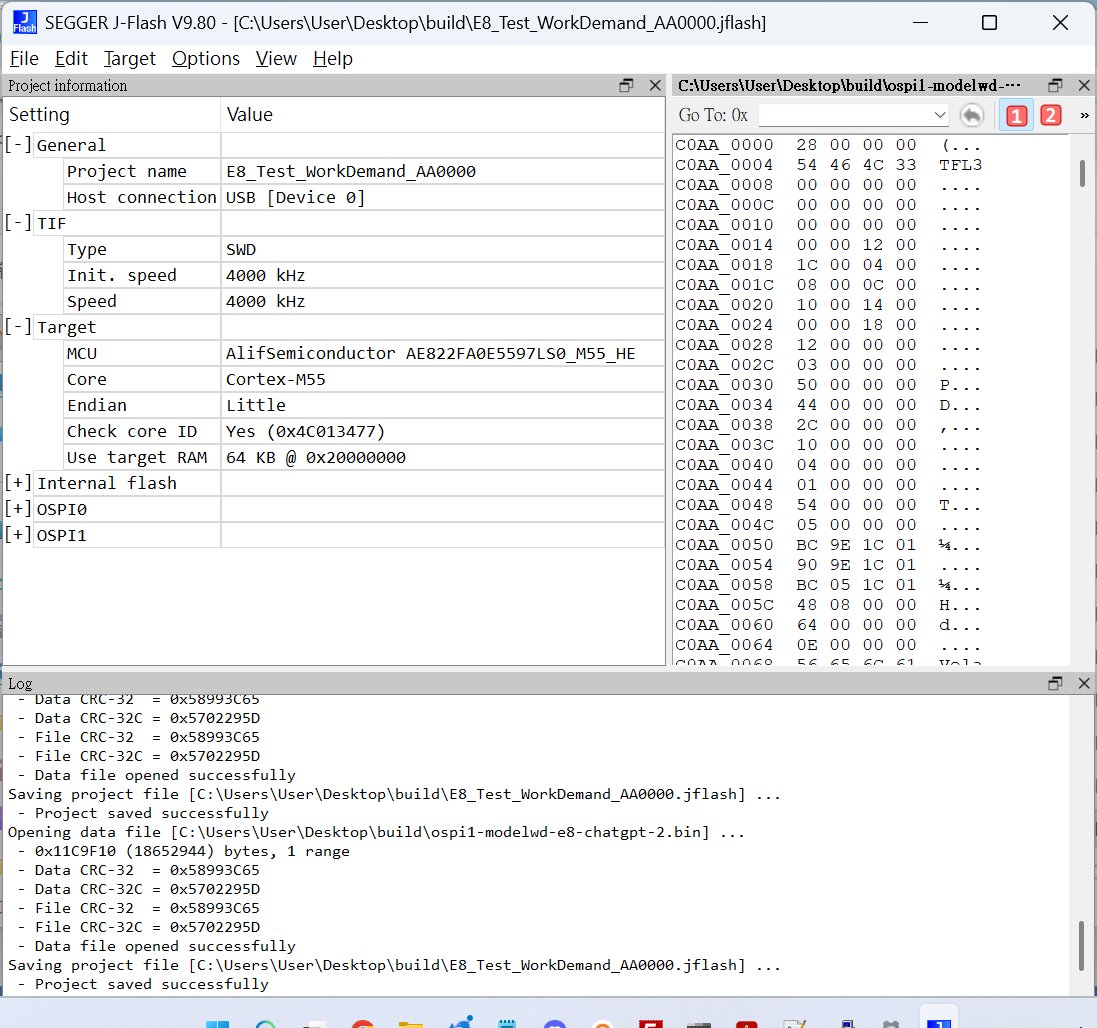 SEGGER J-Flash V9.80 - [C:\Users\User\Desktop\build\E8_Test_WorkDemand_AA0000.jflash]
File Edit Target Options View Help
Project information
Setting Value
[-] General
Project name E8_Test_WorkDemand_AA0000
Host connection USB [Device 0]
[-] TIF
Type SWD
Init. speed 4000 kHz
Speed 4000 kHz
[-] Target
MCU AlifSemiconductor AE822FA0E5597LS0_M55_HE
Core Cortex-M55
Endian Little
Check core ID Yes (0x4C013477)
Use target RAM 64 KB @ 0x20000000
[+] Internal flash
[+] OSPI0
[+] OSPI1
C:\Users\User\Desktop\build\ospi1-modelwd-...
Go To: 0x 1 2 »
C0AA_0000 28 00 00 00 (...
C0AA_0004 54 46 4C 33 TFL3
C0AA_0008 00 00 00 00 ....
C0AA_000C 00 00 00 00 ....
C0AA_0010 00 00 00 00 ....
C0AA_0014 00 00 12 00 ....
C0AA_0018 1C 00 04 00 ....
C0AA_001C 08 00 0C 00 ....
C0AA_0020 10 00 14 00 ....
C0AA_0024 00 00 18 00 ....
C0AA_0028 12 00 00 00 ....
C0AA_002C 03 00 00 00 ....
C0AA_0030 50 00 00 00 P...
C0AA_0034 44 00 00 00 D...
C0AA_0038 2C 00 00 00 ,...
C0AA_003C 10 00 00 00 ....
C0AA_0040 04 00 00 00 ....
C0AA_0044 01 00 00 00 ....
C0AA_0048 54 00 00 00 T...
C0AA_004C 05 00 00 00 ....
C0AA_0050 BC 9E 1C 01 ¼...
C0AA_0054 90 9E 1C 01 ....
C0AA_0058 BC 05 1C 01 ¼...
C0AA_005C 48 08 00 00 H...
C0AA_0060 64 00 00 00 d...
C0AA_0064 0E 00 00 00 ....
C0AA_0068 56 65 6C 61 Vela
Log
- Data CRC-32 = 0x58993C65
- Data CRC-32C = 0x5702295D
- File CRC-32 = 0x58993C65
- File CRC-32C = 0x5702295D
- Data file opened successfully
Saving project file [C:\Users\User\Desktop\build\E8_Test_WorkDemand_AA0000.jflash] ...
- Project saved successfully
Opening data file [C:\Users\User\Desktop\build\ospi1-modelwd-e8-chatgpt-2.bin] ...
- 0x11C9F10 (18652944) bytes, 1 range
- Data CRC-32 = 0x58993C65
- Data CRC-32C = 0x5702295D
- File CRC-32 = 0x58993C65
- File CRC-32C = 0x5702295D
- Data file opened successfully
Saving project file [C:\Users\User\Desktop\build\E8_Test_WorkDemand_AA0000.jflash] ...
- Project saved successfully